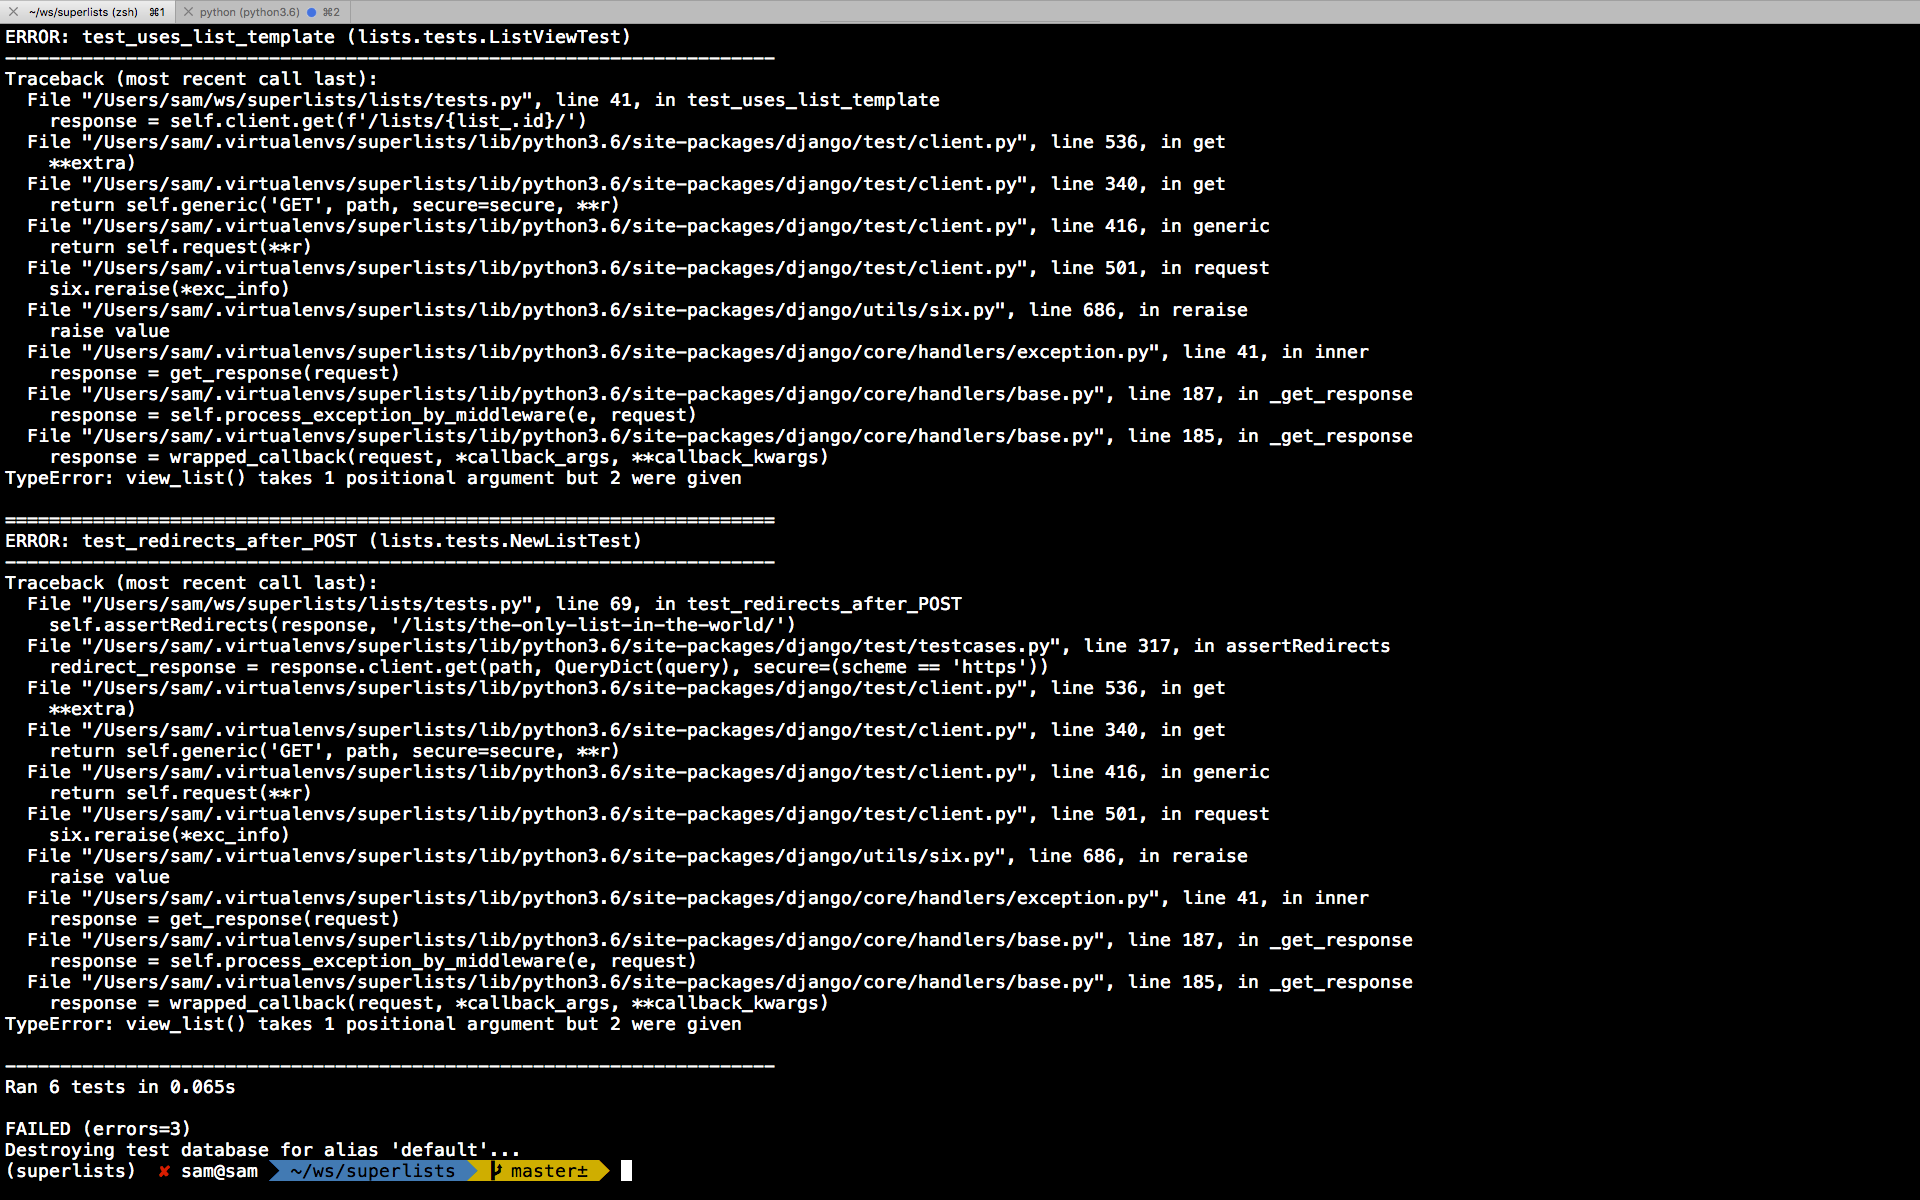 ~/ws/superlists (zsh) ⌘1 python (python3.6) ⌘2
ERROR: test_uses_list_template (lists.tests.ListViewTest)
----------------------------------------------------------------------
Traceback (most recent call last):
  File "/Users/sam/ws/superlists/lists/tests.py", line 41, in test_uses_list_template
    response = self.client.get(f'/lists/{list_.id}/')
  File "/Users/sam/.virtualenvs/superlists/lib/python3.6/site-packages/django/test/client.py", line 536, in get
    **extra)
  File "/Users/sam/.virtualenvs/superlists/lib/python3.6/site-packages/django/test/client.py", line 340, in get
    return self.generic('GET', path, secure=secure, **r)
  File "/Users/sam/.virtualenvs/superlists/lib/python3.6/site-packages/django/test/client.py", line 416, in generic
    return self.request(**r)
  File "/Users/sam/.virtualenvs/superlists/lib/python3.6/site-packages/django/test/client.py", line 501, in request
    six.reraise(*exc_info)
  File "/Users/sam/.virtualenvs/superlists/lib/python3.6/site-packages/django/utils/six.py", line 686, in reraise
    raise value
  File "/Users/sam/.virtualenvs/superlists/lib/python3.6/site-packages/django/core/handlers/exception.py", line 41, in inner
    response = get_response(request)
  File "/Users/sam/.virtualenvs/superlists/lib/python3.6/site-packages/django/core/handlers/base.py", line 187, in _get_response
    response = self.process_exception_by_middleware(e, request)
  File "/Users/sam/.virtualenvs/superlists/lib/python3.6/site-packages/django/core/handlers/base.py", line 185, in _get_response
    response = wrapped_callback(request, *callback_args, **callback_kwargs)
TypeError: view_list() takes 1 positional argument but 2 were given

======================================================================
ERROR: test_redirects_after_POST (lists.tests.NewListTest)
----------------------------------------------------------------------
Traceback (most recent call last):
  File "/Users/sam/ws/superlists/lists/tests.py", line 69, in test_redirects_after_POST
    self.assertRedirects(response, '/lists/the-only-list-in-the-world/')
  File "/Users/sam/.virtualenvs/superlists/lib/python3.6/site-packages/django/test/testcases.py", line 317, in assertRedirects
    redirect_response = response.client.get(path, QueryDict(query), secure=(scheme == 'https'))
  File "/Users/sam/.virtualenvs/superlists/lib/python3.6/site-packages/django/test/client.py", line 536, in get
    **extra)
  File "/Users/sam/.virtualenvs/superlists/lib/python3.6/site-packages/django/test/client.py", line 340, in get
    return self.generic('GET', path, secure=secure, **r)
  File "/Users/sam/.virtualenvs/superlists/lib/python3.6/site-packages/django/test/client.py", line 416, in generic
    return self.request(**r)
  File "/Users/sam/.virtualenvs/superlists/lib/python3.6/site-packages/django/test/client.py", line 501, in request
    six.reraise(*exc_info)
  File "/Users/sam/.virtualenvs/superlists/lib/python3.6/site-packages/django/utils/six.py", line 686, in reraise
    raise value
  File "/Users/sam/.virtualenvs/superlists/lib/python3.6/site-packages/django/core/handlers/exception.py", line 41, in inner
    response = get_response(request)
  File "/Users/sam/.virtualenvs/superlists/lib/python3.6/site-packages/django/core/handlers/base.py", line 187, in _get_response
    response = self.process_exception_by_middleware(e, request)
  File "/Users/sam/.virtualenvs/superlists/lib/python3.6/site-packages/django/core/handlers/base.py", line 185, in _get_response
    response = wrapped_callback(request, *callback_args, **callback_kwargs)
TypeError: view_list() takes 1 positional argument but 2 were given

----------------------------------------------------------------------
Ran 6 tests in 0.065s

FAILED (errors=3)
Destroying test database for alias 'default'...
(superlists) ✘ sam@sam ~/ws/superlists master±